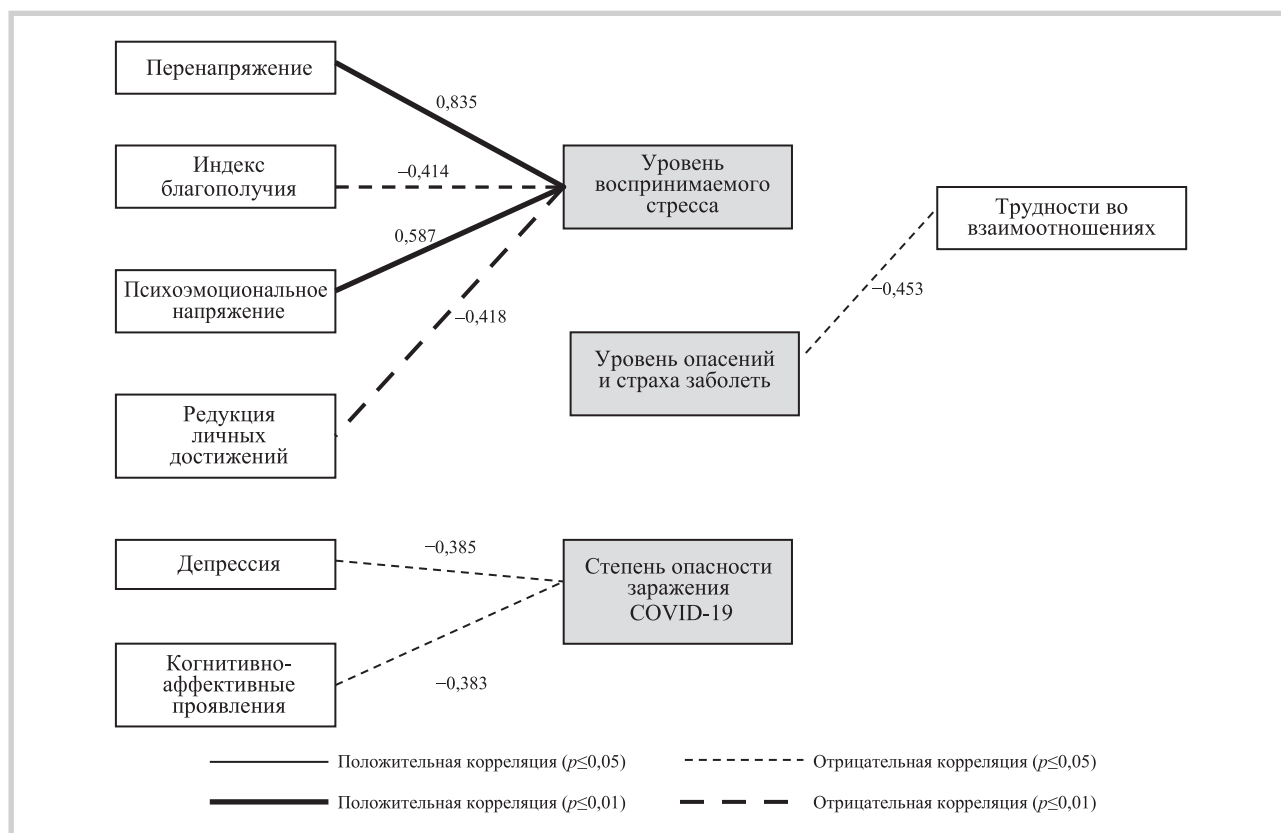 Перенапряжение
0,835
Индекс
благополучия
–0,414
Уровень
воспринимаемого
стресса
Трудности во
взаимоотношениях
0,587
Психоэмоциональное
напряжение
–0,418
–0,453
Уровень опасений
и страха заболеть
Редукция
личных
достижений
Депрессия
–0,385
Степень опасности
заражения
COVID-19
Когнитивно-
аффективные
проявления
–0,383
Положительная корреляция (p≤0,05)
Отрицательная корреляция (p≤0,05)
Положительная корреляция (p≤0,01)
Отрицательная корреляция (p≤0,01)